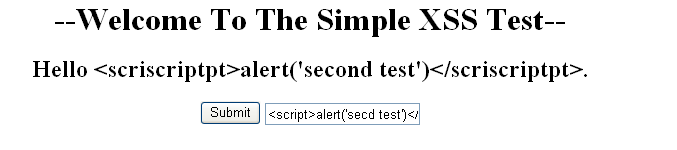 --Welcome To The Simple XSS Test--
Hello <scriscriptpt>alert('second test')</scriscriptpt>.
Submit <script>alert('secd test')</